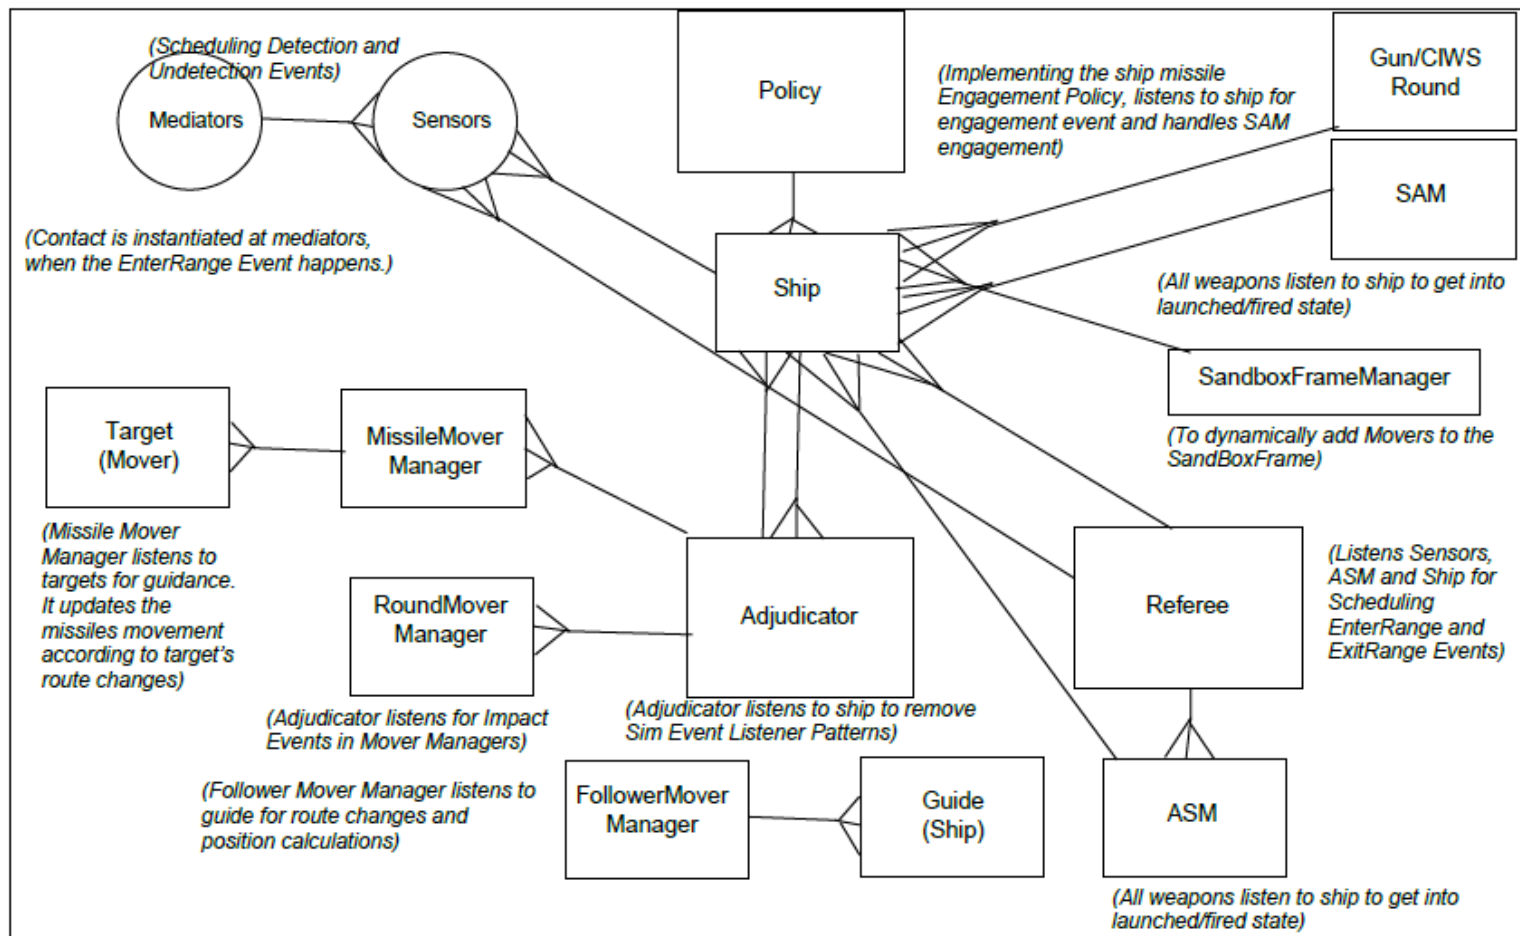 (Scheduling Detection and
Undetection Events)
Mediators
Sensors
Policy
(Implementing the ship missile
Engagement Policy, listens to ship for
engagement event and handles SAM
engagement)
Gun/CIWS
Round
SAM
(Contact is instantiated at mediators,
when the EnterRange Event happens.)
Ship
(All weapons listen to ship to get into
launched/fired state)
SandboxFrameManager
(To dynamically add Movers to the
SandBoxFrame)
Target
(Mover)
MissileMover
Manager
(Missile Mover
Manager listens to
targets for guidance.
It updates the
missiles movement
according to target's
route changes)
RoundMover
Manager
Adjudicator
Referee
(Listens Sensors,
ASM and Ship for
Scheduling
EnterRange and
ExitRange Events)
(Adjudicator listens for Impact
Events in Mover Managers)
(Adjudicator listens to ship to remove
Sim Event Listener Patterns)
(Follower Mover Manager listens to
guide for route changes and
position calculations)
FollowerMover
Manager
Guide
(Ship)
ASM
(All weapons listen to ship to get into
launched/fired state)